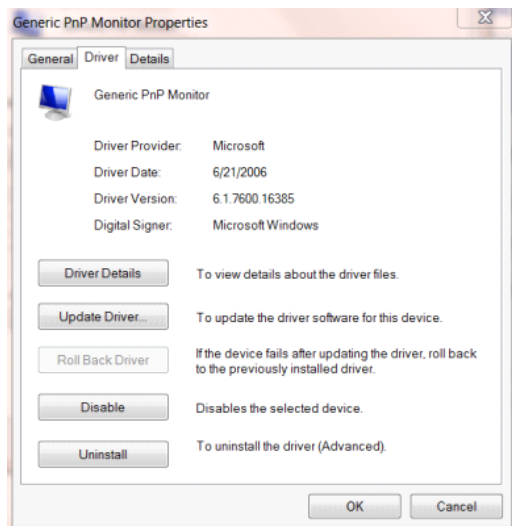 Generic PnP Monitor Properties
General Driver Details
Generic PnP Monitor
Driver Provider: Microsoft
Driver Date: 6/21/2006
Driver Version: 6.1.7600.16385
Digital Signer: Microsoft Windows
Driver Details To view details about the driver files.
Update Driver... To update the driver software for this device.
Roll Back Driver If the device fails after updating the driver, roll back
to the previously installed driver.
Disable Disables the selected device.
Uninstall To uninstall the driver (Advanced).
OK Cancel